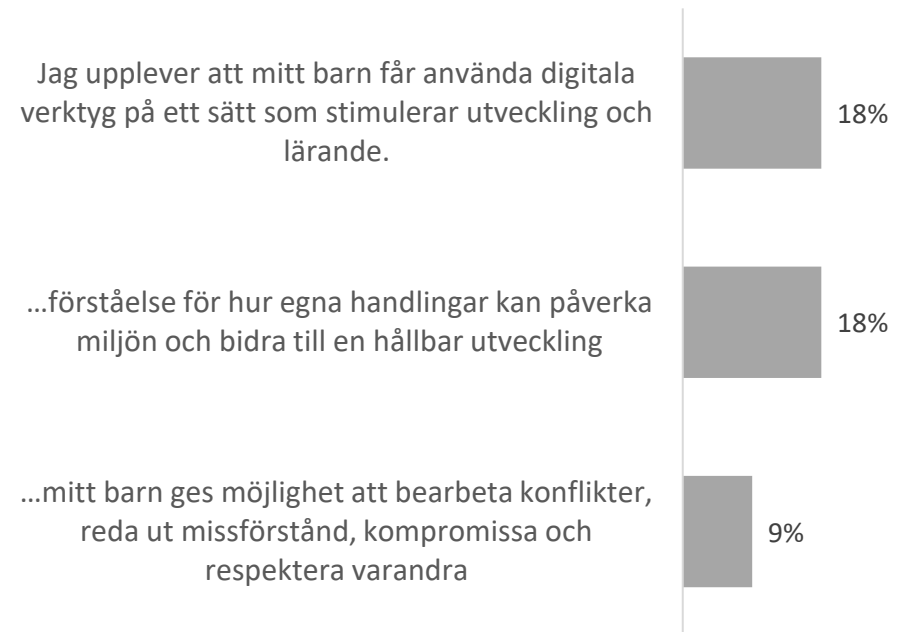 Jag upplever att mitt barn får använda digitala
verktyg på ett sätt som stimulerar utveckling och
lärande.
18%
…förståelse för hur egna handlingar kan påverka
miljön och bidra till en hållbar utveckling
18%
…mitt barn ges möjlighet att bearbeta konflikter,
reda ut missförstånd, kompromissa och
respektera varandra
9%